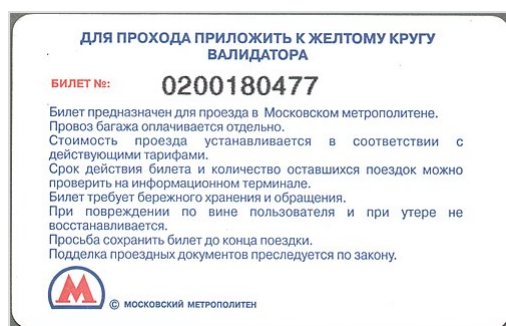 ДЛЯ ПРОХОДА ПРИЛОЖИТЬ К ЖЕЛТОМУ КРУГУ
ВАЛИДАТОРА
БИЛЕТ №: 0200180477
Билет предназначен для проезда в Московском метрополитене.
Провоз багажа оплачивается отдельно.
Стоимость проезда устанавливается в соответствии с
действующими тарифами.
Срок действия билета и количество оставшихся поездок можно
проверить на информационном терминале.
Билет требует бережного хранения и обращения.
При повреждении по вине пользователя и при утере не
восстанавливается.
Просьба сохранить билет до конца поездки.
Подделка проездных документов преследуется по закону.
М © МОСКОВСКИЙ МЕТРОПОЛИТЕН